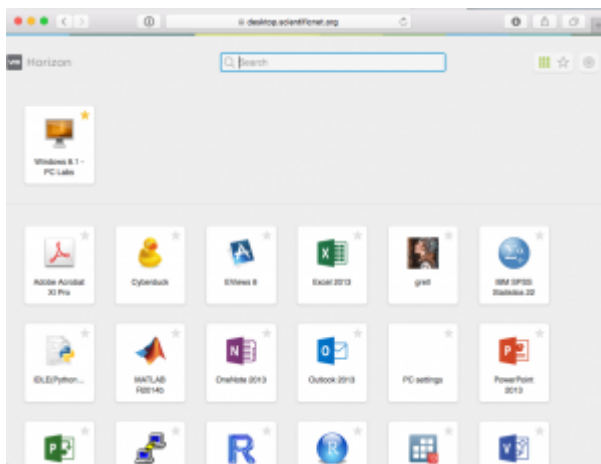 desktop.scientificnet.org
vm Horizon
Search
Windows 8.1 -
PC Labs
Adobe Acrobat
XI Pro
Cyberduck
EViews 8
Excel 2013
gretl
IBM SPSS
Statistics 22
IDLE(Python...
MATLAB
R2014b
OneNote 2013
Outlook 2013
PC settings
PowerPoint
2013